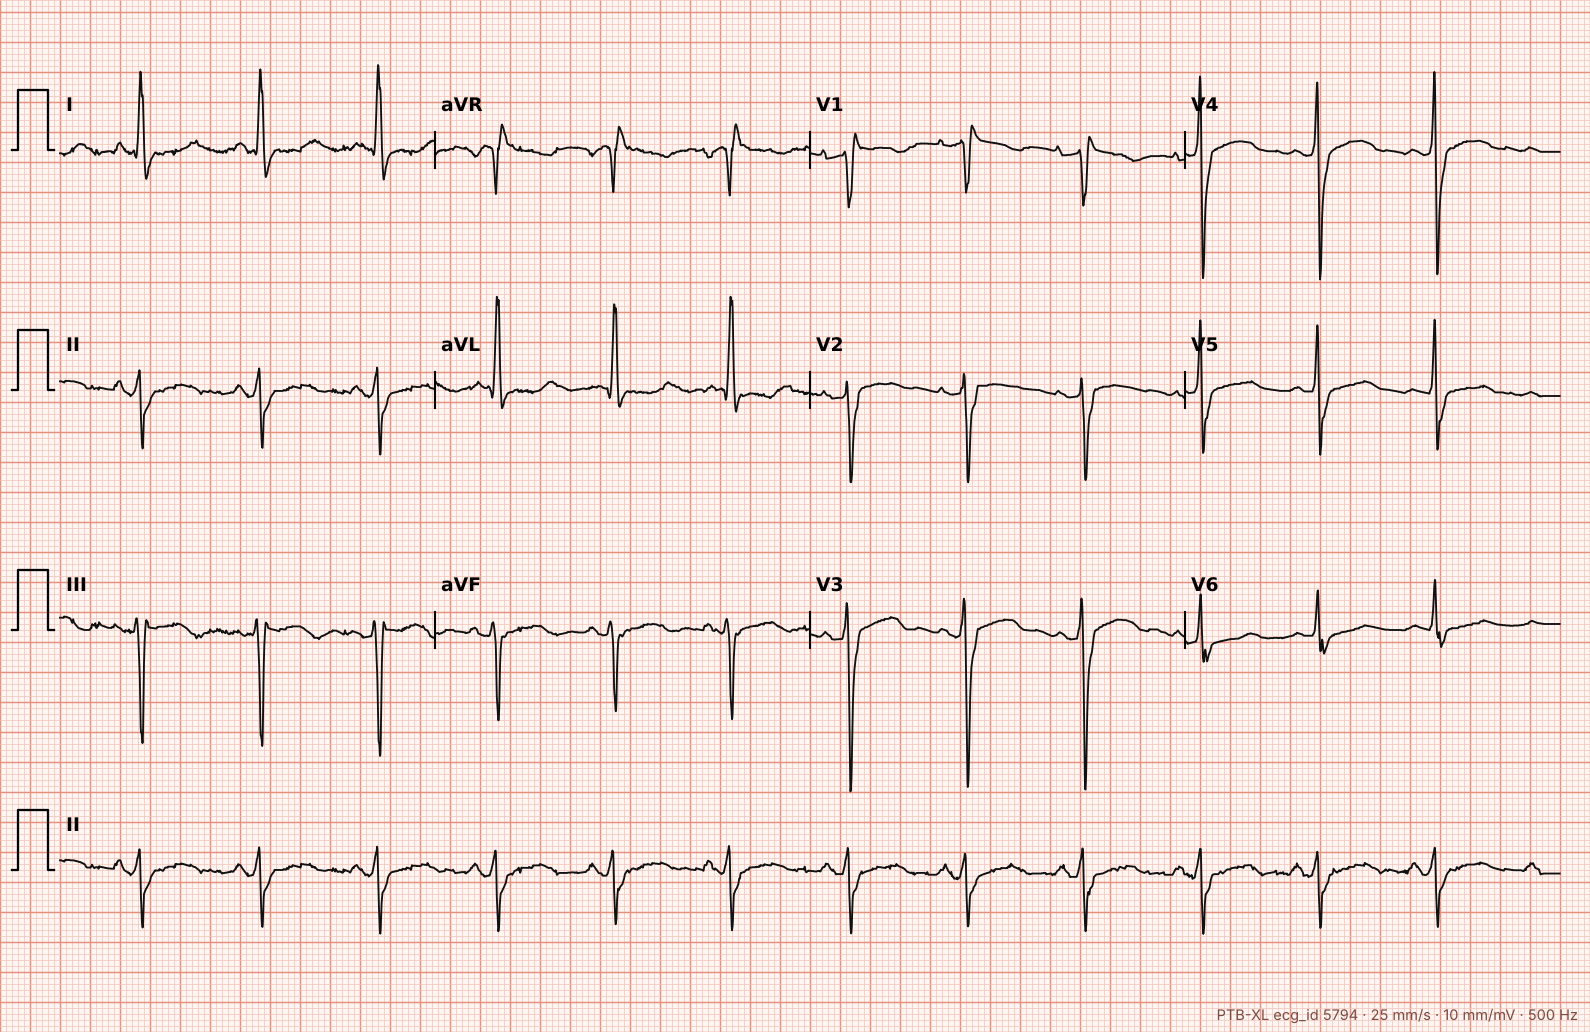 I aVR V1 V4
II aVL V2 V5
III aVF V3 V6
II
PTB-XL ecg_id 5794 · 25 mm/s · 10 mm/mV · 500 Hz